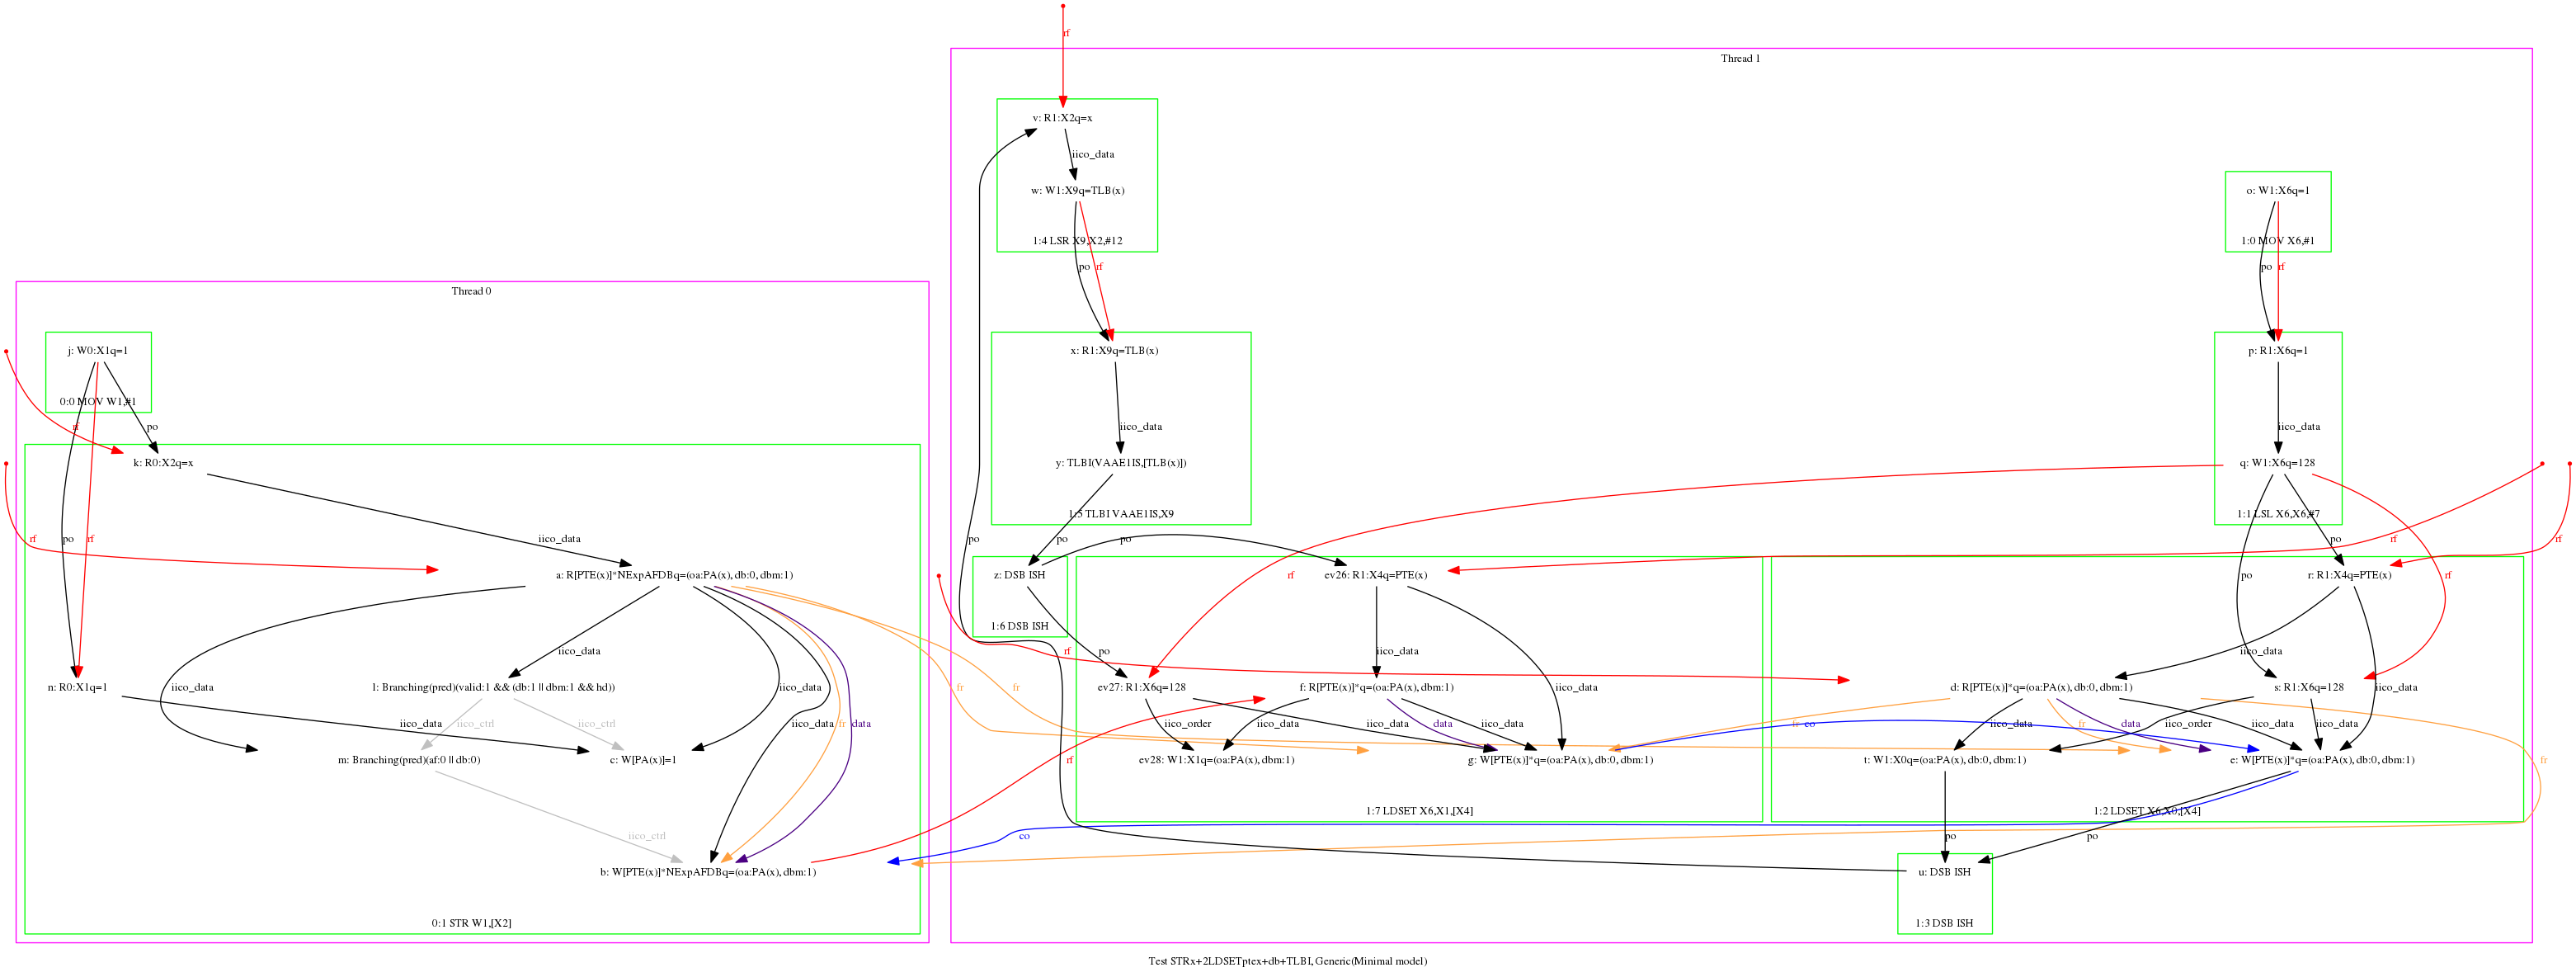 rf
Thread 1
v: R1:X2q=x
iico_data
w: W1:X9q=TLB(x)
o: W1:X6q=1
1:4 LSR X9,X2,#12
1:0 MOV X6,#1
po
rf
po
rf
Thread 0
j: W0:X1q=1
x: R1:X9q=TLB(x)
p: R1:X6q=1
0:0 MOV W1,#1
rf
po
iico_data
iico_data
k: R0:X2q=x
y: TLBI(VAAE1IS,[TLB(x)])
q: W1:X6q=128
1:5 TLBI VAAE1IS,X9
1:1 LSL X6,X6,#7
rf
po
rf
iico_data
po
po
po
po
rf
rf
a: R[PTE(x)]*NExpAFDBq=(oa:PA(x), db:0, dbm:1)
z: DSB ISH
ev26: R1:X4q=PTE(x)
rf
po
r: R1:X4q=PTE(x)
rf
1:6 DSB ISH
iico_data
rf
po
iico_data
iico_data
n: R0:X1q=1
iico_data
l: Branching(pred)(valid:1 && (db:1 || dbm:1 && hd))
iico_data
fr
fr
ev27: R1:X6q=128
f: R[PTE(x)]*q=(oa:PA(x), db:1)
iico_data
d: R[PTE(x)]*q=(oa:PA(x), db:0, dbm:1)
s: R1:X6q=128
iico_data
iico_data
iico_ctrl
iico_ctrl
iico_data
fr
data
iico_order
iico_data
iico_data
data
iico_data
fr
co
iico_data
iico_order
fr
data
iico_data
iico_data
m: Branching(pred)(af:0 || db:0)
c: W[PA(x)]=1
rf
ev28: W1:X1q=(oa:PA(x), dbm:1)
g: W[PTE(x)]*q=(oa:PA(x), db:0, dbm:1)
t: W1:X0q=(oa:PA(x), db:0, dbm:1)
e: W[PTE(x)]*q=(oa:PA(x), db:0, dbm:1)
fr
1:7 LDSET X6,X1,[X4]
1:2 LDSET X6,X0,[X4]
iico_ctrl
co
po
po
b: W[PTE(x)]*NExpAFDBq=(oa:PA(x), dbm:1)
u: DSB ISH
0:1 STR W1,[X2]
1:3 DSB ISH
Test STRx+2LDSETptex+db+TLBI, Generic(Minimal model)